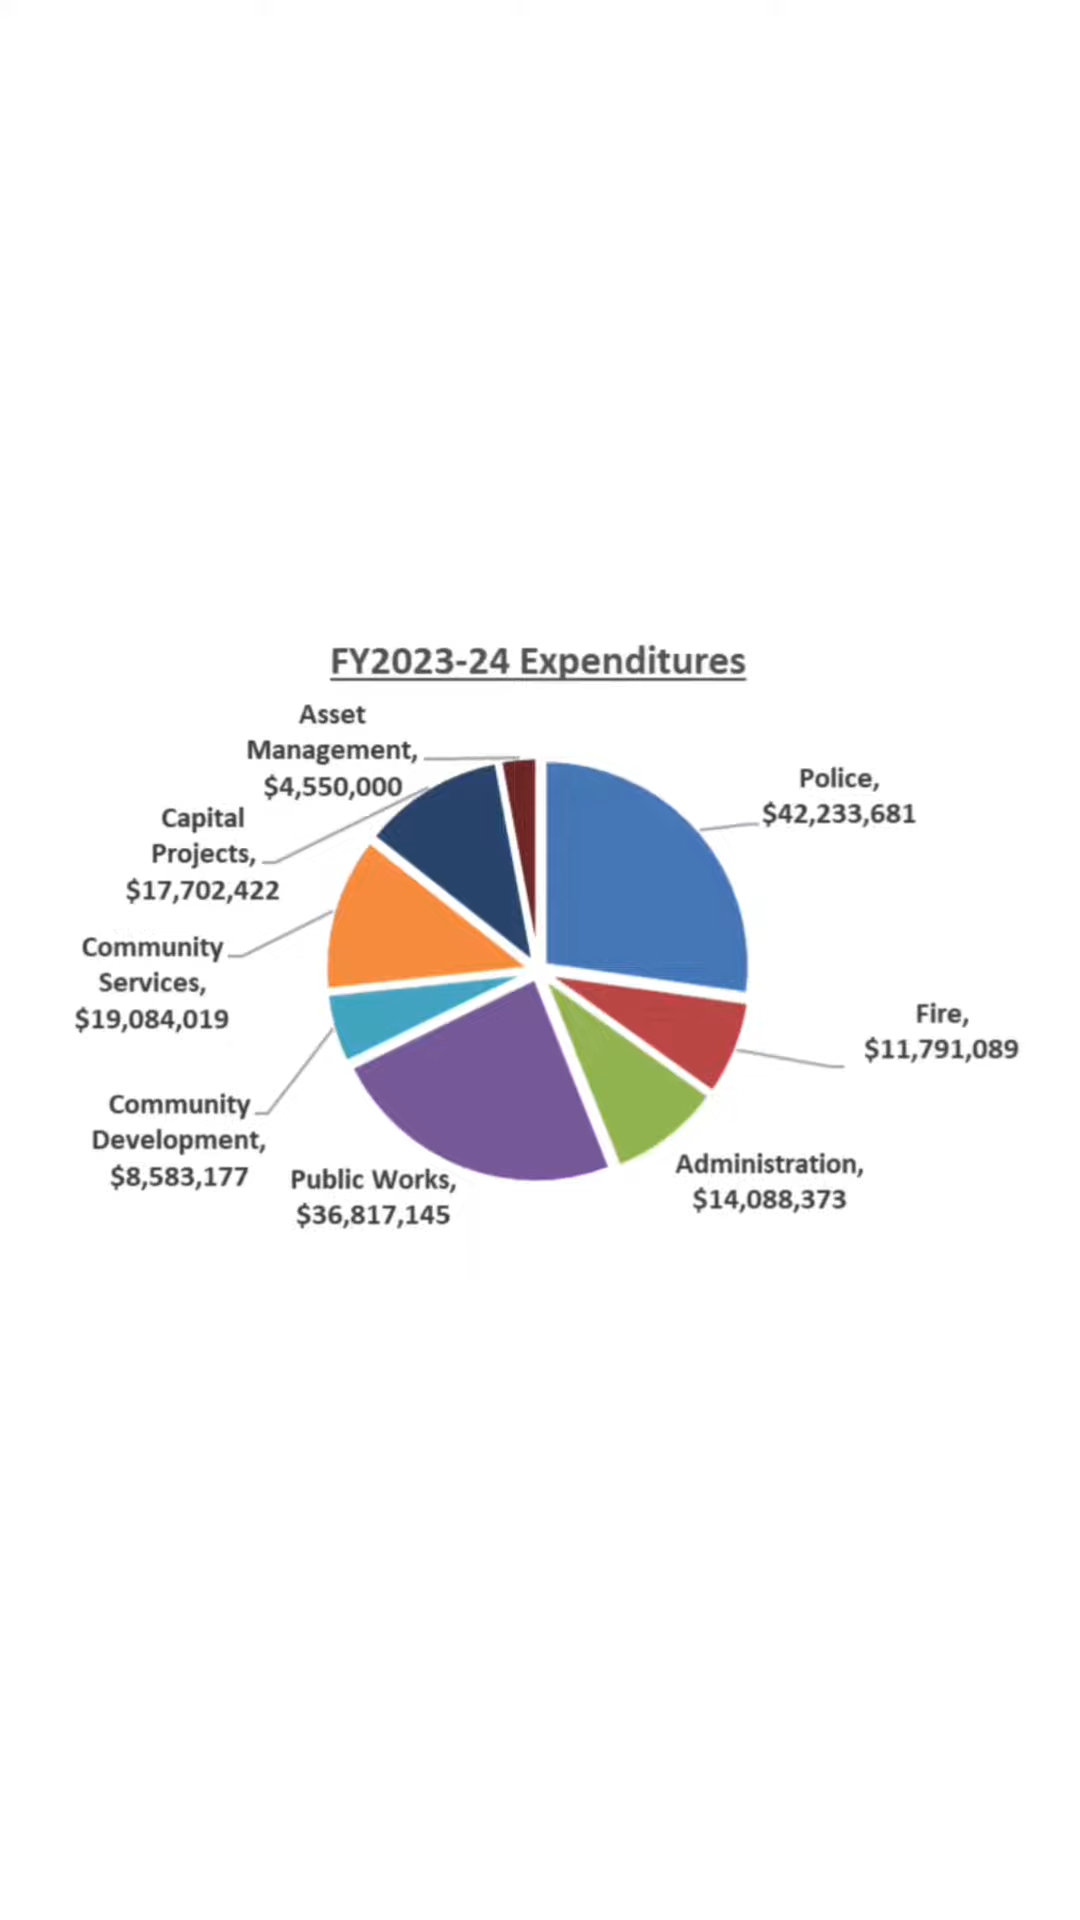 FY2023-24 Expenditures
Asset
Management,
$4,550,000
Police,
$42,233,681
Capital
Projects,
$17,702,422
Community
Services,
$19,084,019
Fire,
$11,791,089
Community
Development,
$8,583,177
Public Works,
$36,817,145
Administration,
$14,088,373